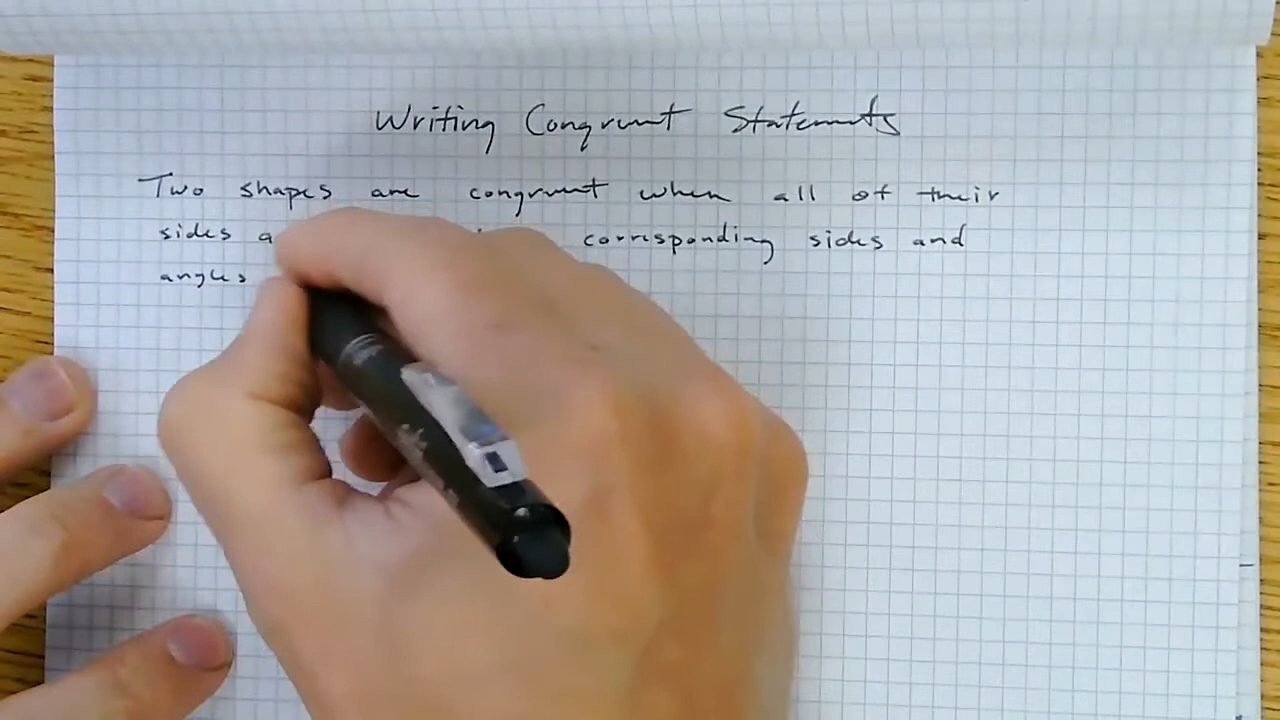 Writing Congruent Statements
Two shapes are congruent when all of their
sides corresponding sides and
angles